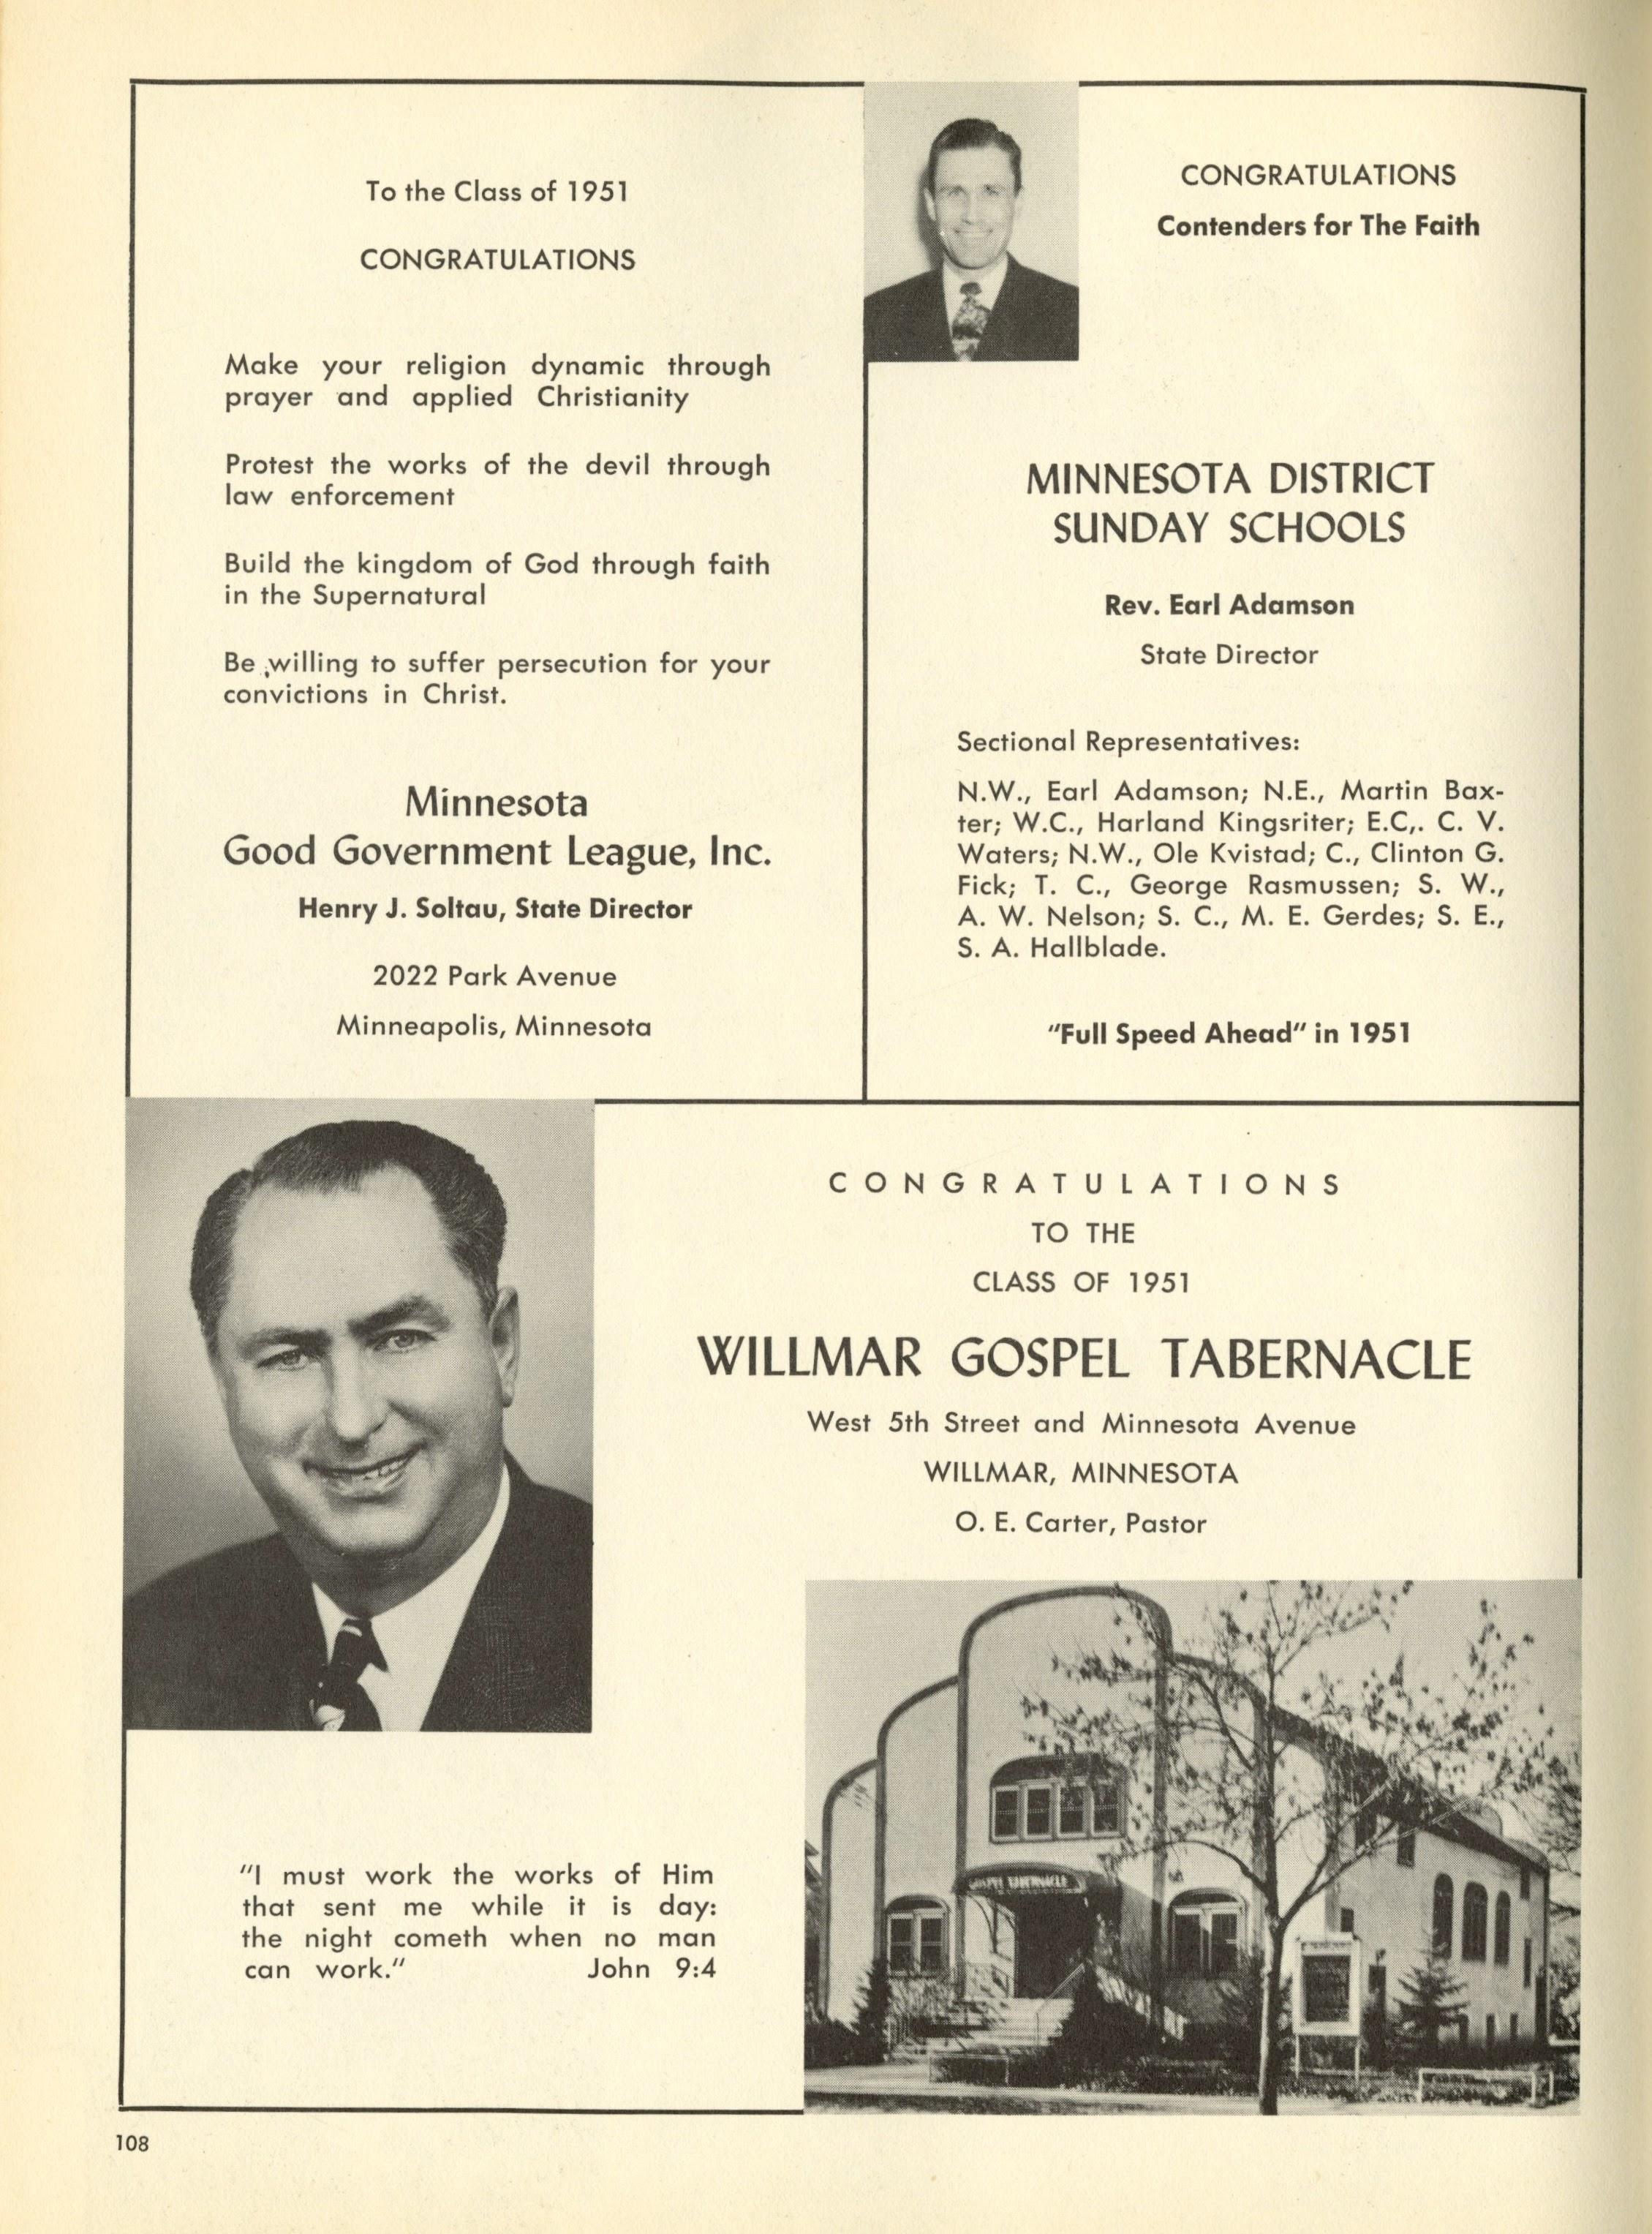 To the Class of 1951
CONGRATULATIONS
Make your religion dynamic through
prayer and applied Christianity
Protest the works of the devil through
law enforcement
Build the kingdom of God through faith
in the Supernatural
Be willing to suffer persecution for your
convictions in Christ.
Minnesota
Good Government League, Inc.
Henry J. Soltau, State Director
2022 Park Avenue
Minneapolis, Minnesota
CONGRATULATIONS
Contenders for The Faith
MINNESOTA DISTRICT
SUNDAY SCHOOLS
Rev. Earl Adamson
State Director
Sectional Representatives:
N.W., Earl Adamson; N.E., Martin Bax-
ter; W.C., Harland Kingsriter; E.C,. C. V.
Waters; N.W., Ole Kvistad; C., Clinton G.
Fick; T. C., George Rasmussen; S. W.,
A. W. Nelson; S. C., M. E. Gerdes; S. E.,
S. A. Hallblade.
"Full Speed Ahead" in 1951
CONGRATULATIONS
TO THE
CLASS OF 1951
WILLMAR GOSPEL TABERNACLE
West 5th Street and Minnesota Avenue
WILLMAR, MINNESOTA
O. E. Carter, Pastor
"I must work the works of Him
that sent me while it is day:
the night cometh when no man
can work." John 9:4
GOSPEL TABERNACLE
108